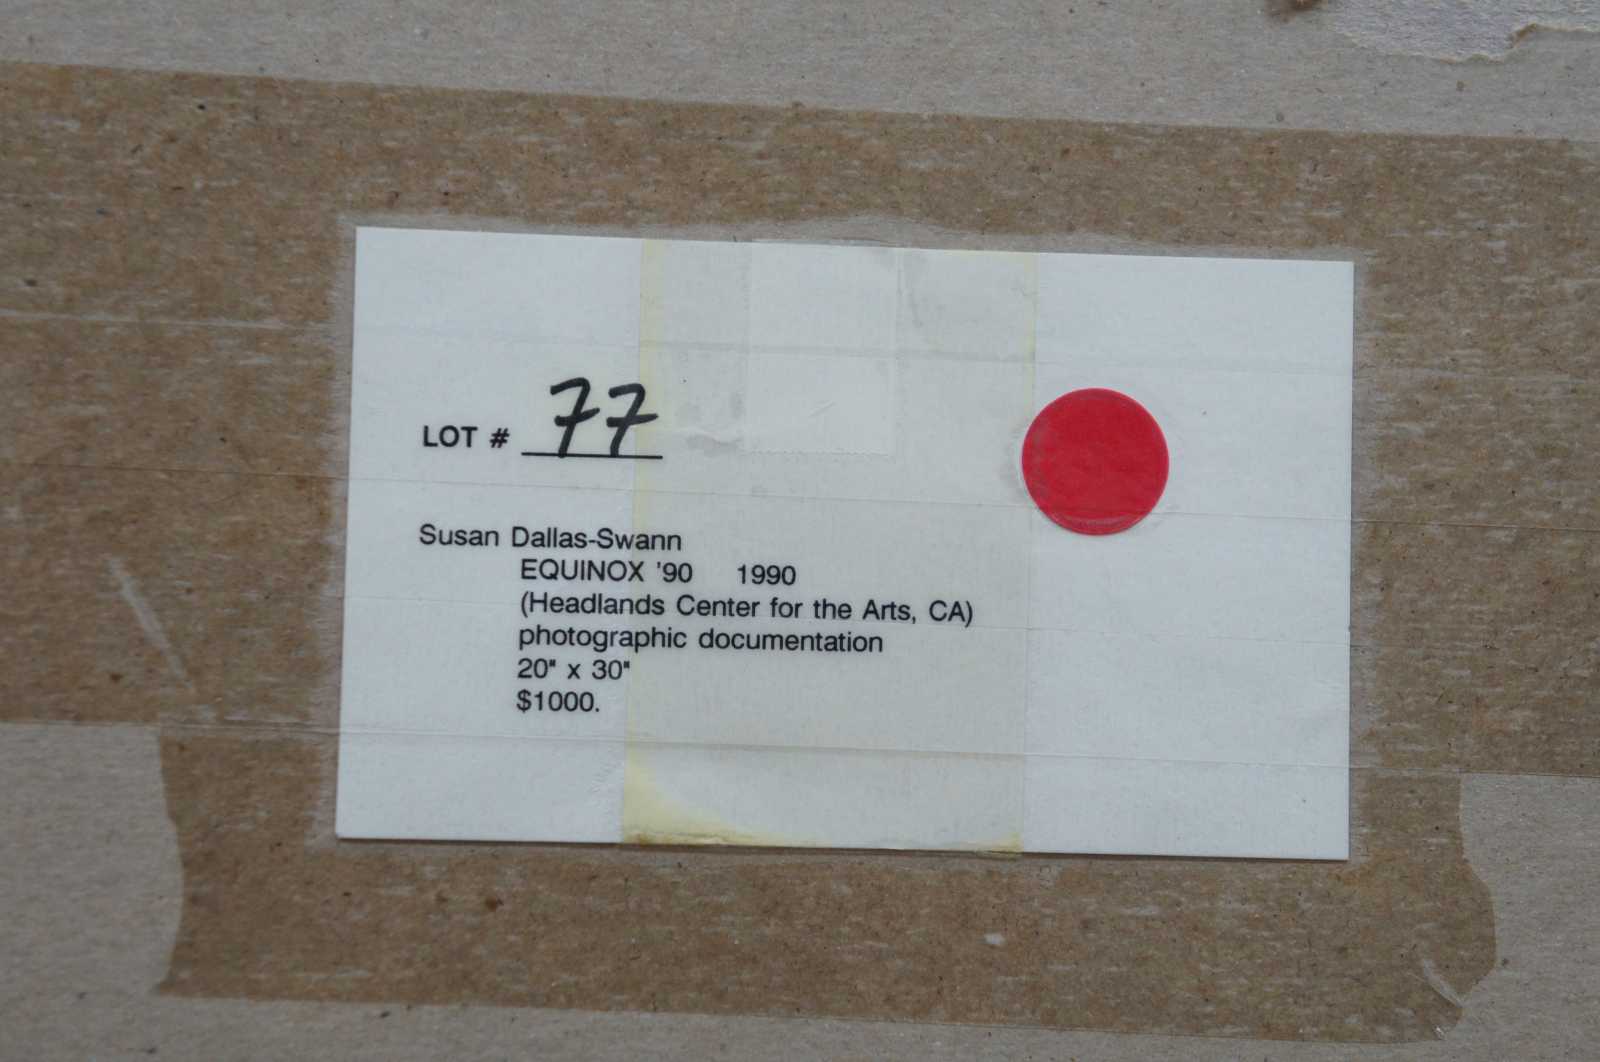 LOT # 77
Susan Dallas-Swann
EQUINOX '90 1990
(Headlands Center for the Arts, CA)
photographic documentation
20" x 30"
$1000.